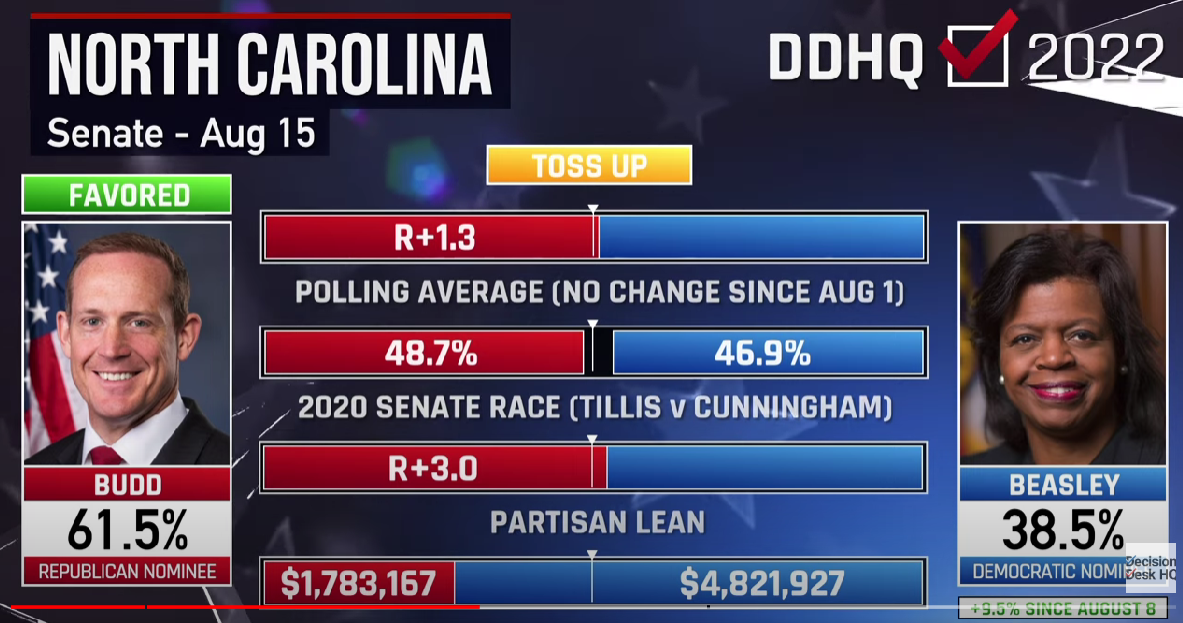 NORTH CAROLINA
Senate - Aug 15
DDHQ 2022
TOSS UP
FAVORED
R+1.3
POLLING AVERAGE (NO CHANGE SINCE AUG 1)
48.7% 46.9%
2020 SENATE RACE (TILLIS v CUNNINGHAM)
R+3.0
PARTISAN LEAN
$1,783,167 $4,821,927
BUDD
61.5%
REPUBLICAN NOMINEE
BEASLEY
38.5%
DEMOCRATIC
Decision
Desk HQ
+9.5% SINCE AUGUST 8